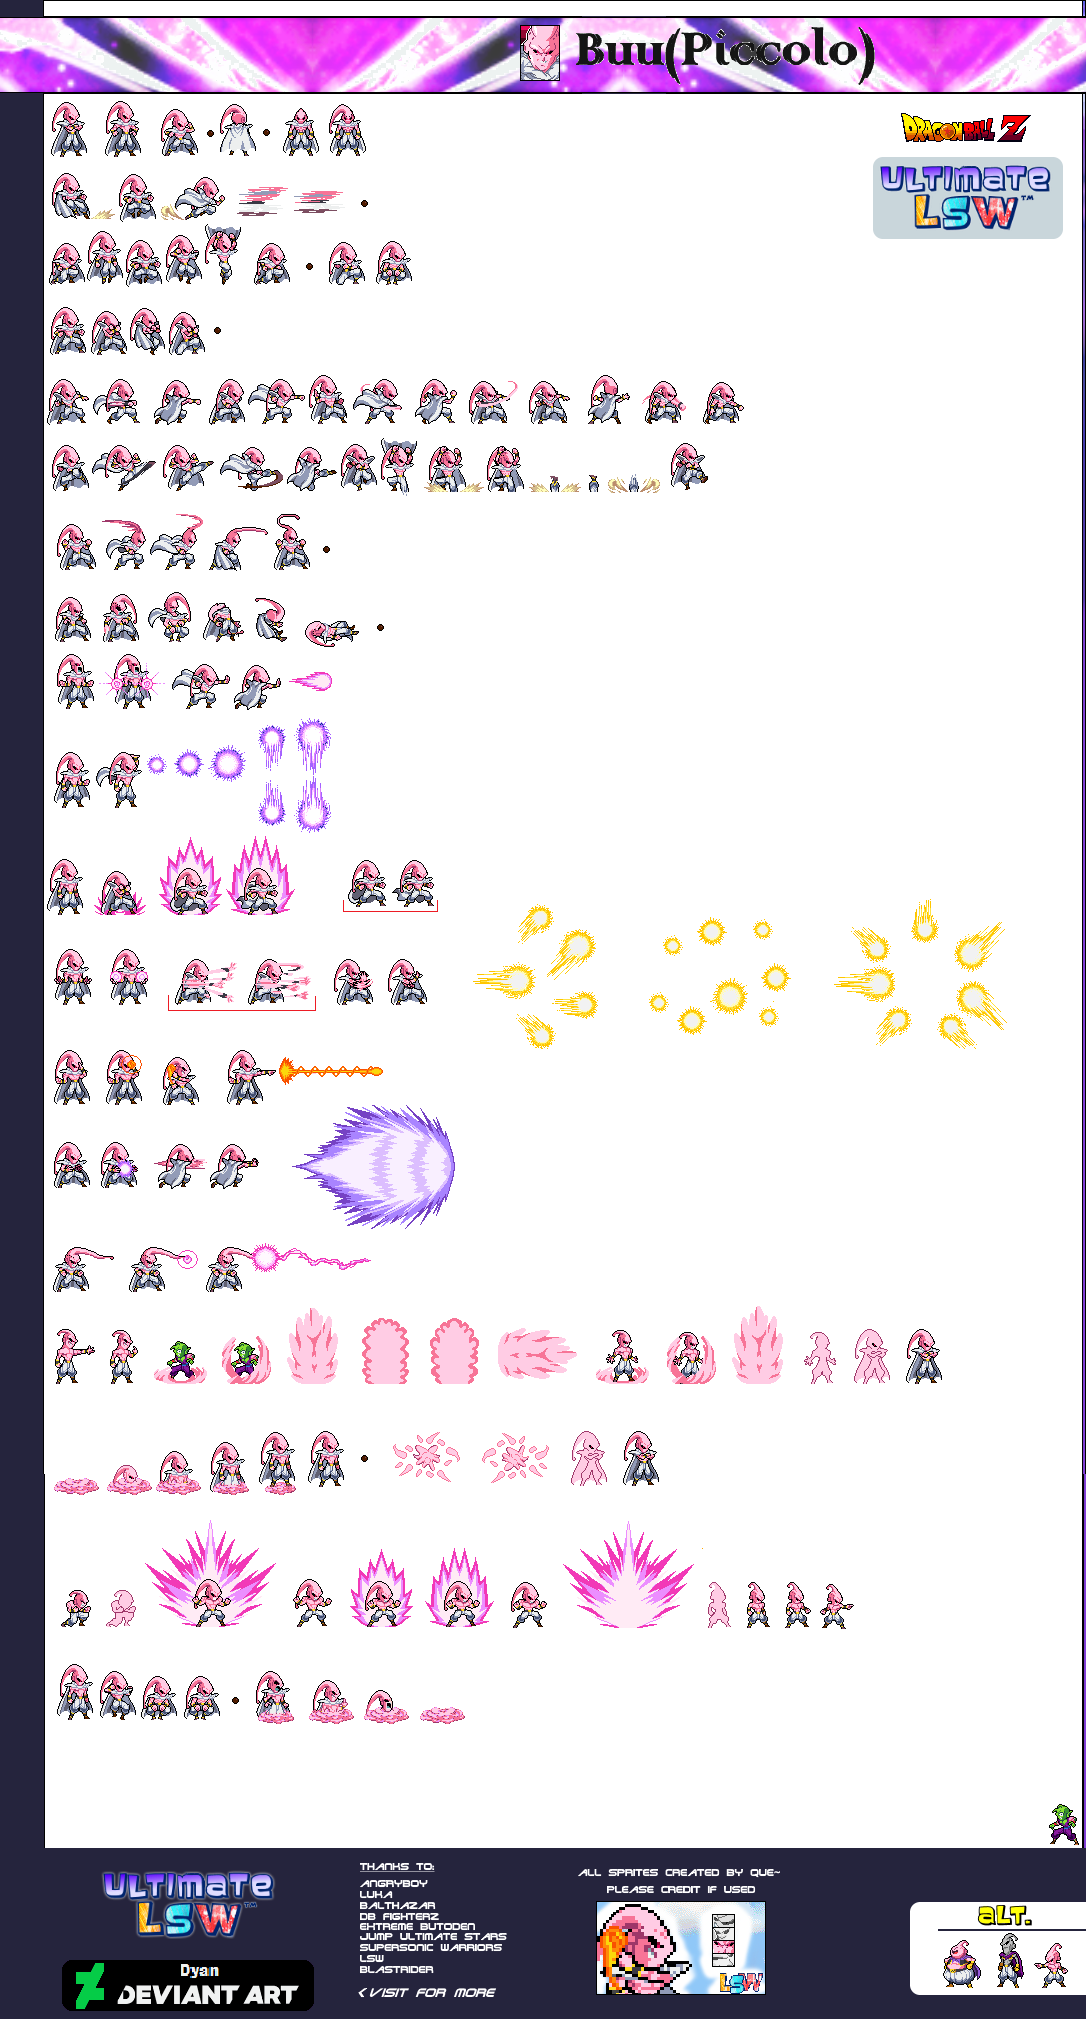 Buu(Piccolo)
DRAGON BALL Z
ULTIMATE
LSW™
ULTIMATE
LSW™
Dyan
DEVIANT ART
THANKS TO:
ANGRYBOY
LUKA
BALTHAZAR
DB FIGHTERZ
EXTREME BUTODEN
JUMP ULTIMATE STARS
SUPERSONIC WARRIORS
LSW
BLASTRIDER
<VISIT FOR MORE
ALL SPRITES CREATED BY QUE~
PLEASE CREDIT IF USED
LSW
ALT.